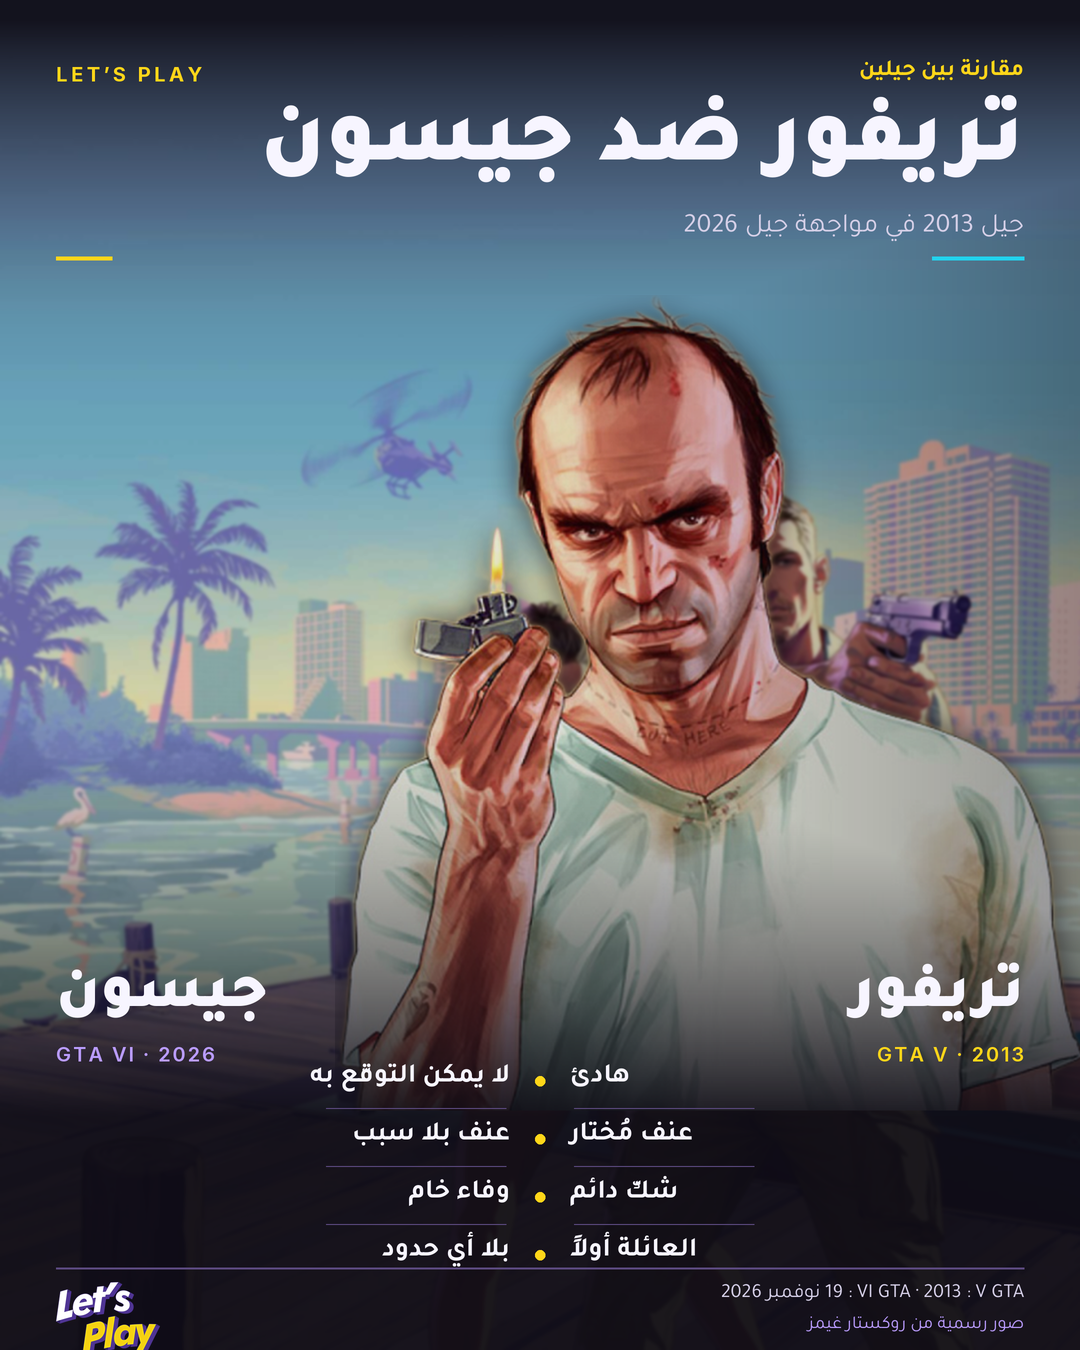 LET'S PLAY
مقارنة بين جيلين
تريفور ضد جيسون
جيل 2013 في مواجهة جيل 2026
CUT HERE
تريفور
GTA V · 2013
جيسون
GTA VI · 2026
هادئ • لا يمكن التوقع به
عنف مُختار • عنف بلا سبب
شكّ دائم • وفاء خام
العائلة أولاً • بلا أي حدود
2026 نوفمبر 19 : VI GTA · 2013 : V GTA
صور رسمية من روكستار غيمز
Let's
Play